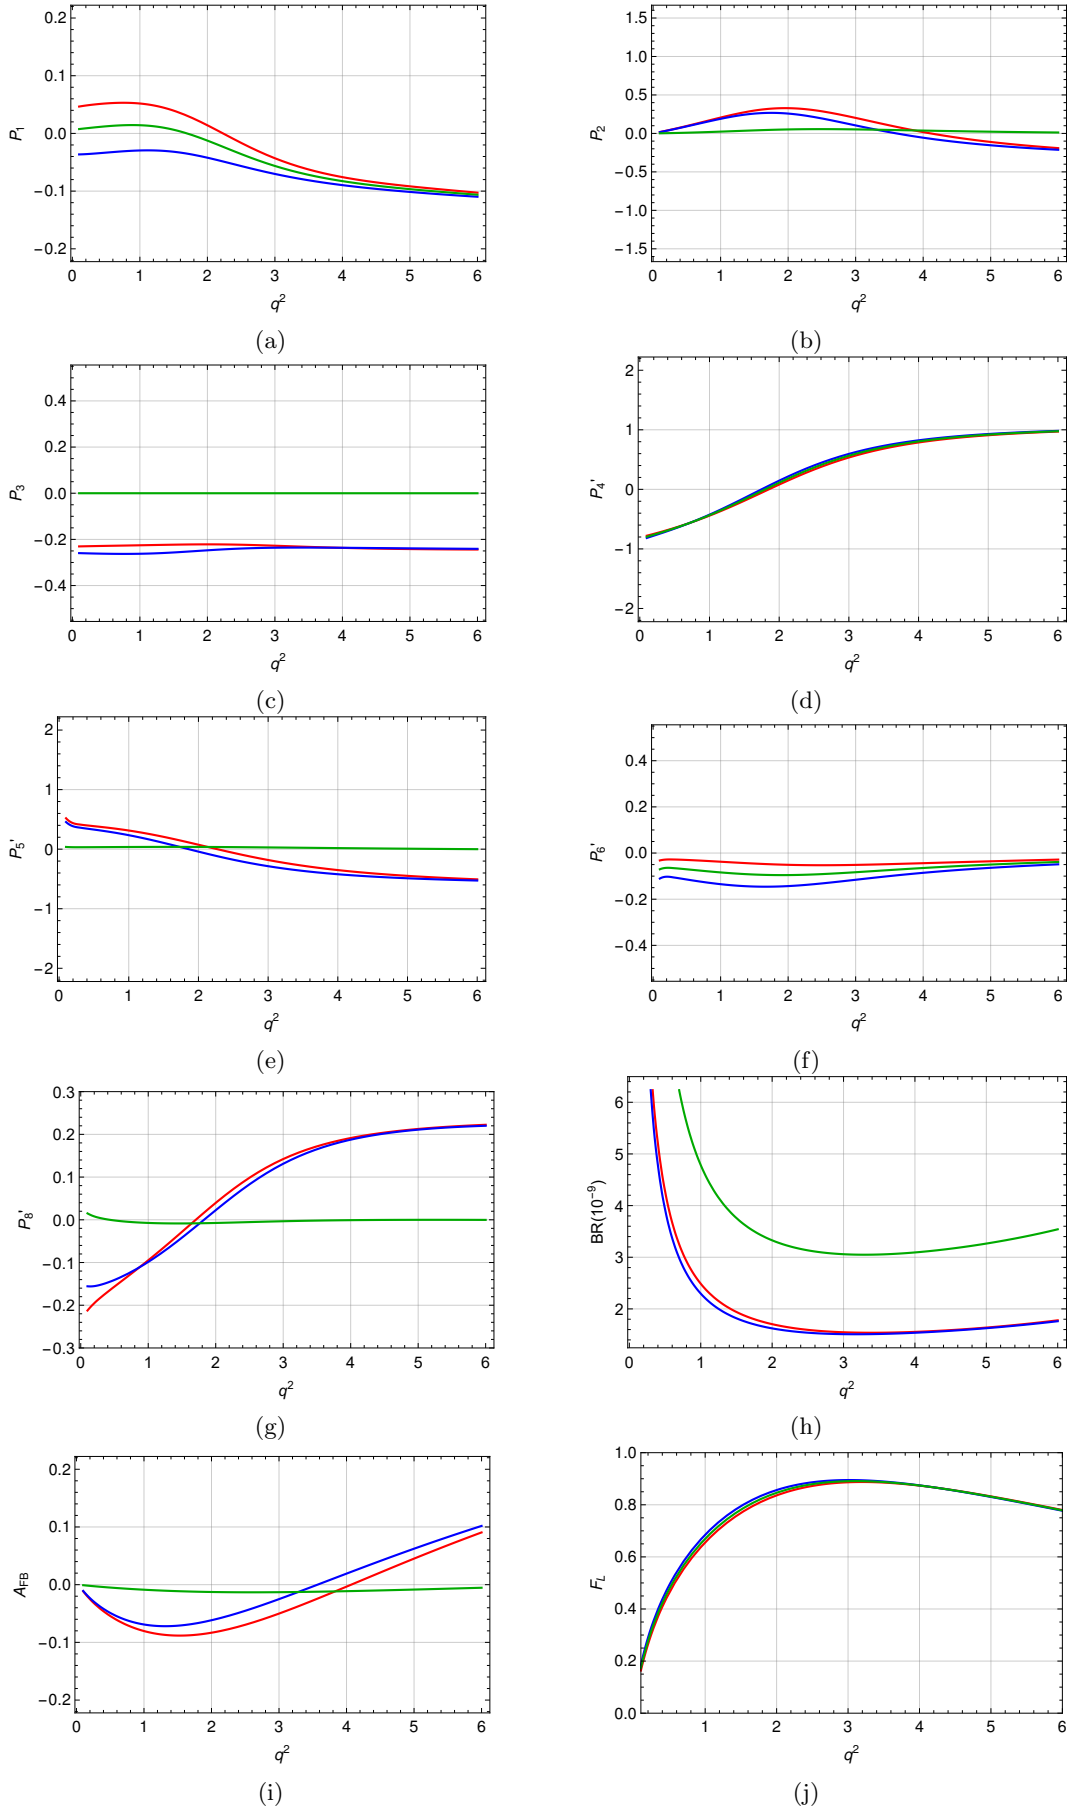 0.2
0.1
0.0
−0.1
−0.2
P1
0 1 2 3 4 5 6
q2
(a)
1.5
1.0
0.5
0.0
−0.5
−1.0
−1.5
P2
0 1 2 3 4 5 6
q2
(b)
0.4
0.2
0.0
−0.2
−0.4
P3
0 1 2 3 4 5 6
q2
(c)
2
1
0
−1
−2
P4'
0 1 2 3 4 5 6
q2
(d)
2
1
0
−1
−2
P5'
0 1 2 3 4 5 6
q2
(e)
0.4
0.2
0.0
−0.2
−0.4
P6'
0 1 2 3 4 5 6
q2
(f)
0.3
0.2
0.1
0.0
−0.1
−0.2
−0.3
P8'
0 1 2 3 4 5 6
q2
(g)
6
5
4
3
2
BR(10−9)
0 1 2 3 4 5 6
q2
(h)
0.2
0.1
0.0
−0.1
−0.2
AFB
0 1 2 3 4 5 6
q2
(i)
1.0
0.8
0.6
0.4
0.2
0.0
FL
1 2 3 4 5 6
q2
(j)